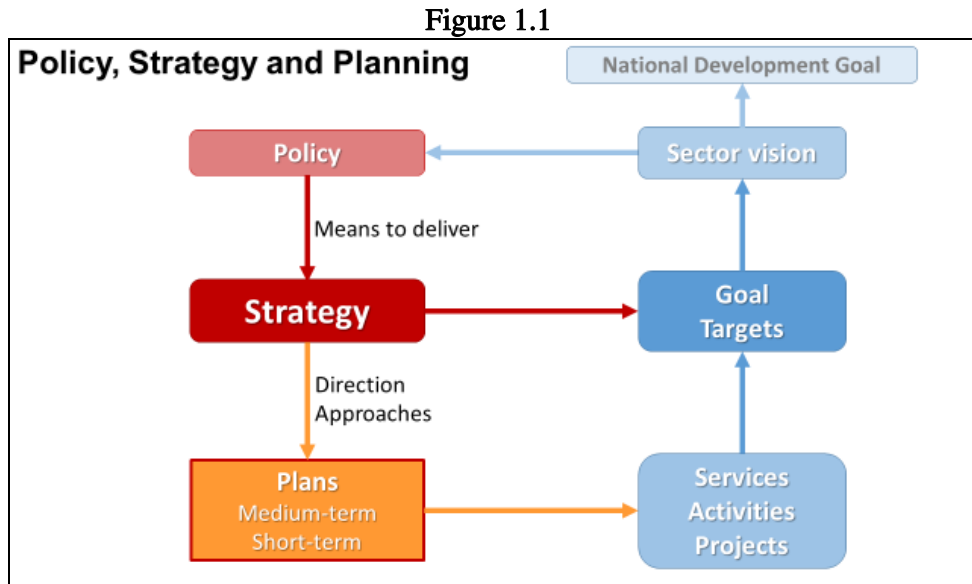 Figure 1.1
Policy, Strategy and Planning
National Development Goal
Policy
Sector vision
Means to deliver
Strategy
Goal
Targets
Direction
Approaches
Plans
Medium-term
Short-term
Services
Activities
Projects